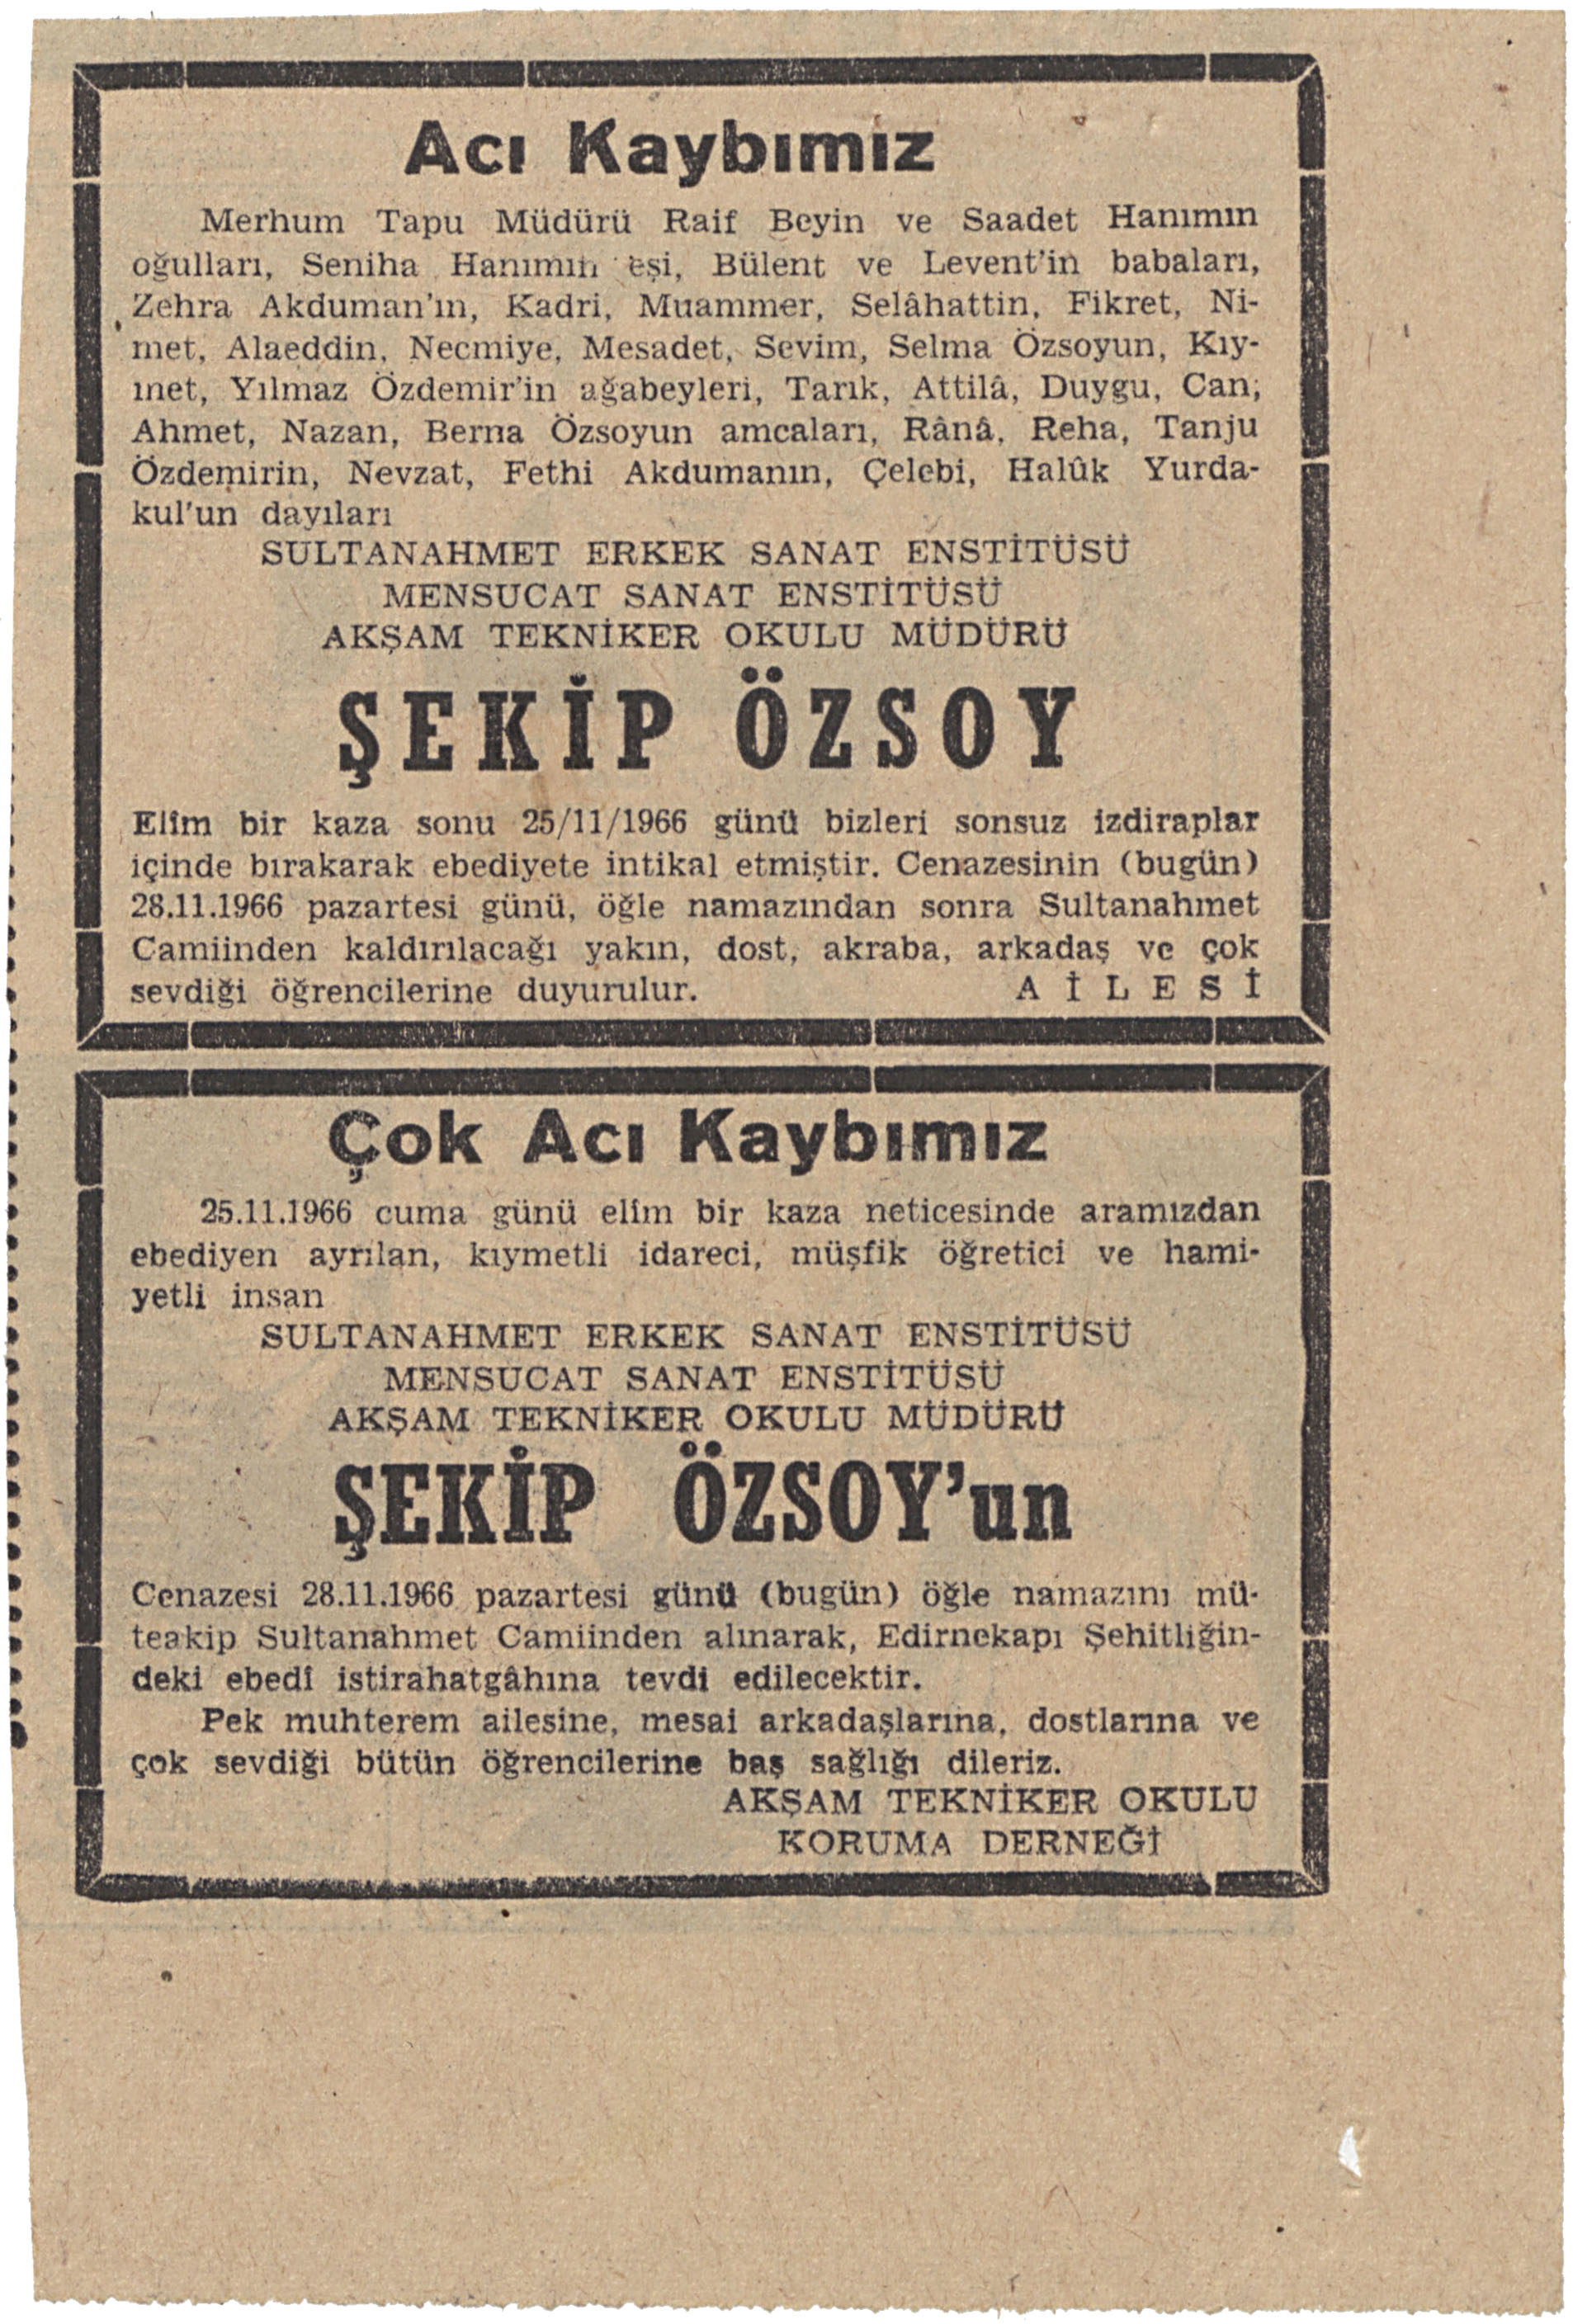 Acı Kaybımız
Merhum Tapu Müdürü Raif Beyin ve Saadet Hanımın
oğulları, Seniha Hanımın eşi, Bülent ve Levent'in babaları,
Zehra Akduman'ın, Kadri, Muammer, Selâhattin, Fikret, Ni-
met, Alaeddin, Necmiye, Mesadet, Sevim, Selma Özsoyun, Kıy-
met, Yılmaz Özdemir'in ağabeyleri, Tarık, Attilâ, Duygu, Can;
Ahmet, Nazan, Berna Özsoyun amcaları, Rânâ, Reha, Tanju
Özdemirin, Nevzat, Fethi Akdumanın, Çelebi, Halûk Yurda-
kul'un dayıları
SULTANAHMET ERKEK SANAT ENSTİTÜSÜ
MENSUCAT SANAT ENSTİTÜSÜ
AKŞAM TEKNİKER OKULU MÜDÜRÜ
ŞEKİP ÖZSOY
Elîm bir kaza sonu 25/11/1966 günü bizleri sonsuz izdiraplar
içinde bırakarak ebediyete intikal etmiştir. Cenazesinin (bugün)
28.11.1966 pazartesi günü, öğle namazından sonra Sultanahmet
Camiinden kaldırılacağı yakın, dost, akraba, arkadaş ve çok
sevdiği öğrencilerine duyurulur. AİLESİ
Çok Acı Kaybımız
25.11.1966 cuma günü elîm bir kaza neticesinde aramızdan
ebediyen ayrılan, kıymetli idareci, müşfik öğretici ve hami-
yetli insan
SULTANAHMET ERKEK SANAT ENSTİTÜSÜ
MENSUCAT SANAT ENSTİTÜSÜ
AKŞAM TEKNİKER OKULU MÜDÜRÜ
ŞEKİP ÖZSOY'un
Cenazesi 28.11.1966 pazartesi günü (bugün) öğle namazını mü-
teakip Sultanahmet Camiinden alınarak, Edirnekapı Şehitliğin-
deki ebedî istirahatgâhına tevdi edilecektir.
Pek muhterem ailesine, mesai arkadaşlarına, dostlarına ve
çok sevdiği bütün öğrencilerine baş sağlığı dileriz.
AKŞAM TEKNİKER OKULU
KORUMA DERNEĞİ